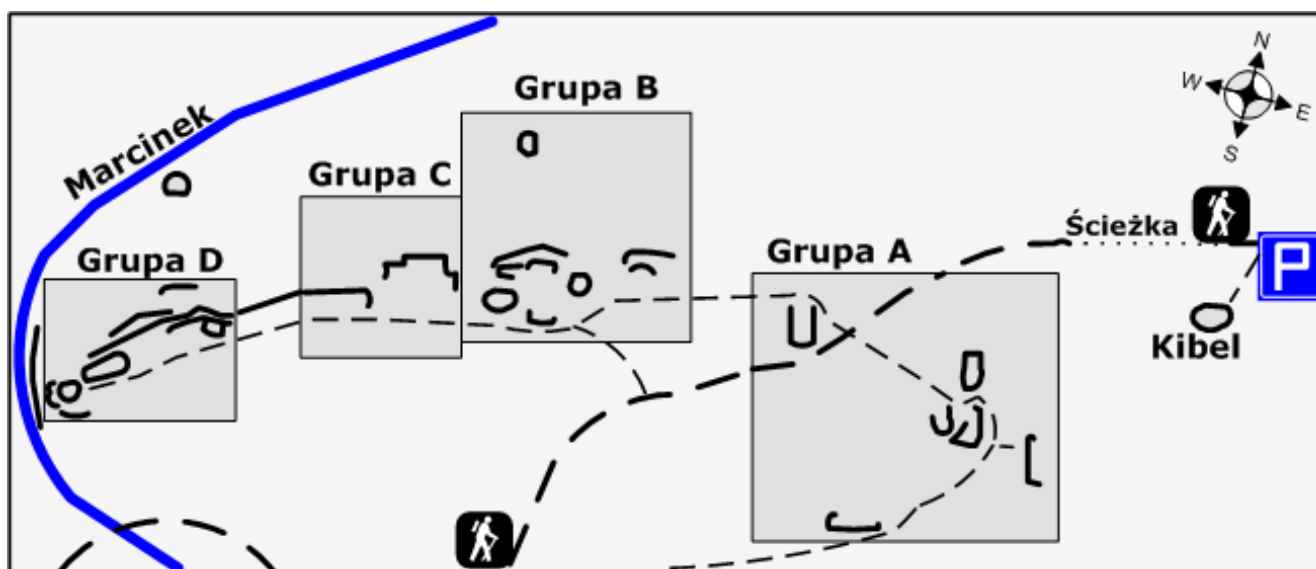 Grupa B
N
W
E
S
Marcinek
Grupa C
Ścieżka
P
Grupa D
Grupa A
Kibel